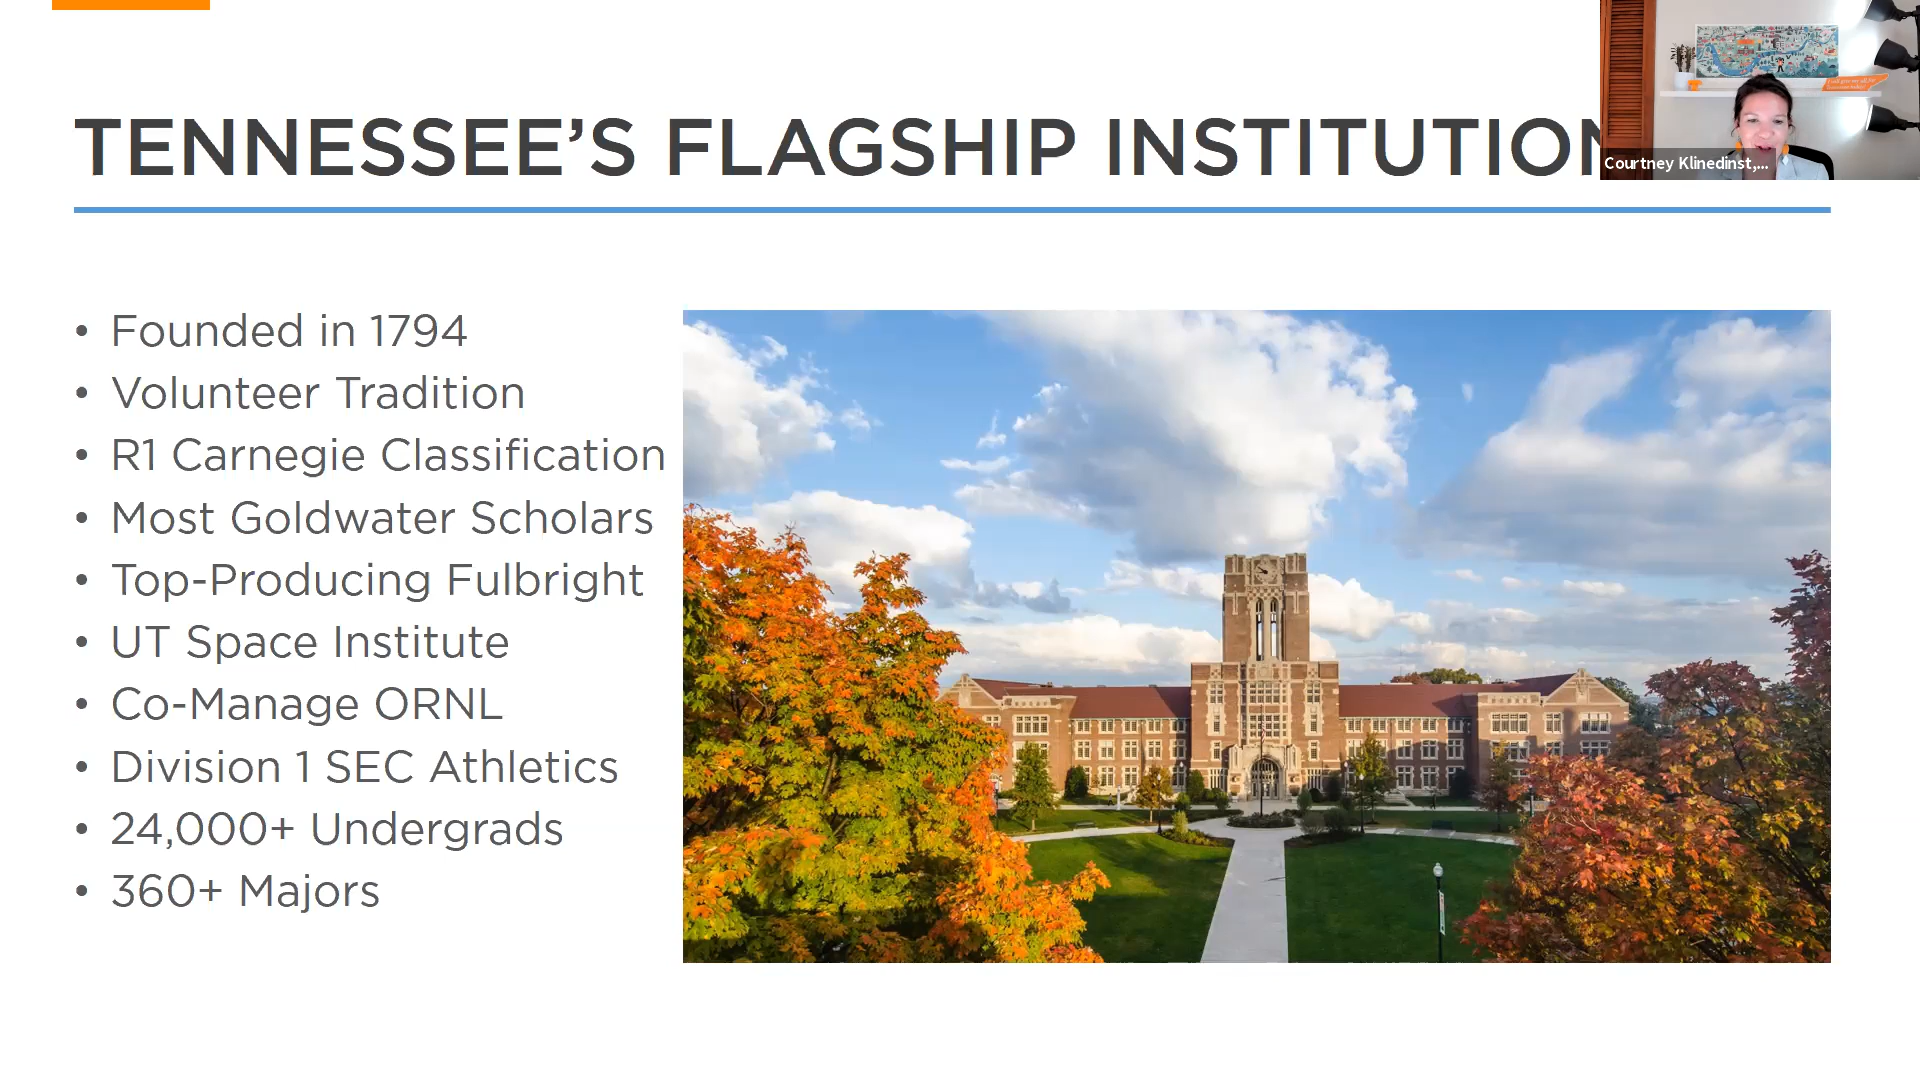 TENNESSEE’S FLAGSHIP INSTITUTION
Courtney Klinedinst,...
• Founded in 1794
• Volunteer Tradition
• R1 Carnegie Classification
• Most Goldwater Scholars
• Top-Producing Fulbright
• UT Space Institute
• Co-Manage ORNL
• Division 1 SEC Athletics
• 24,000+ Undergrads
• 360+ Majors